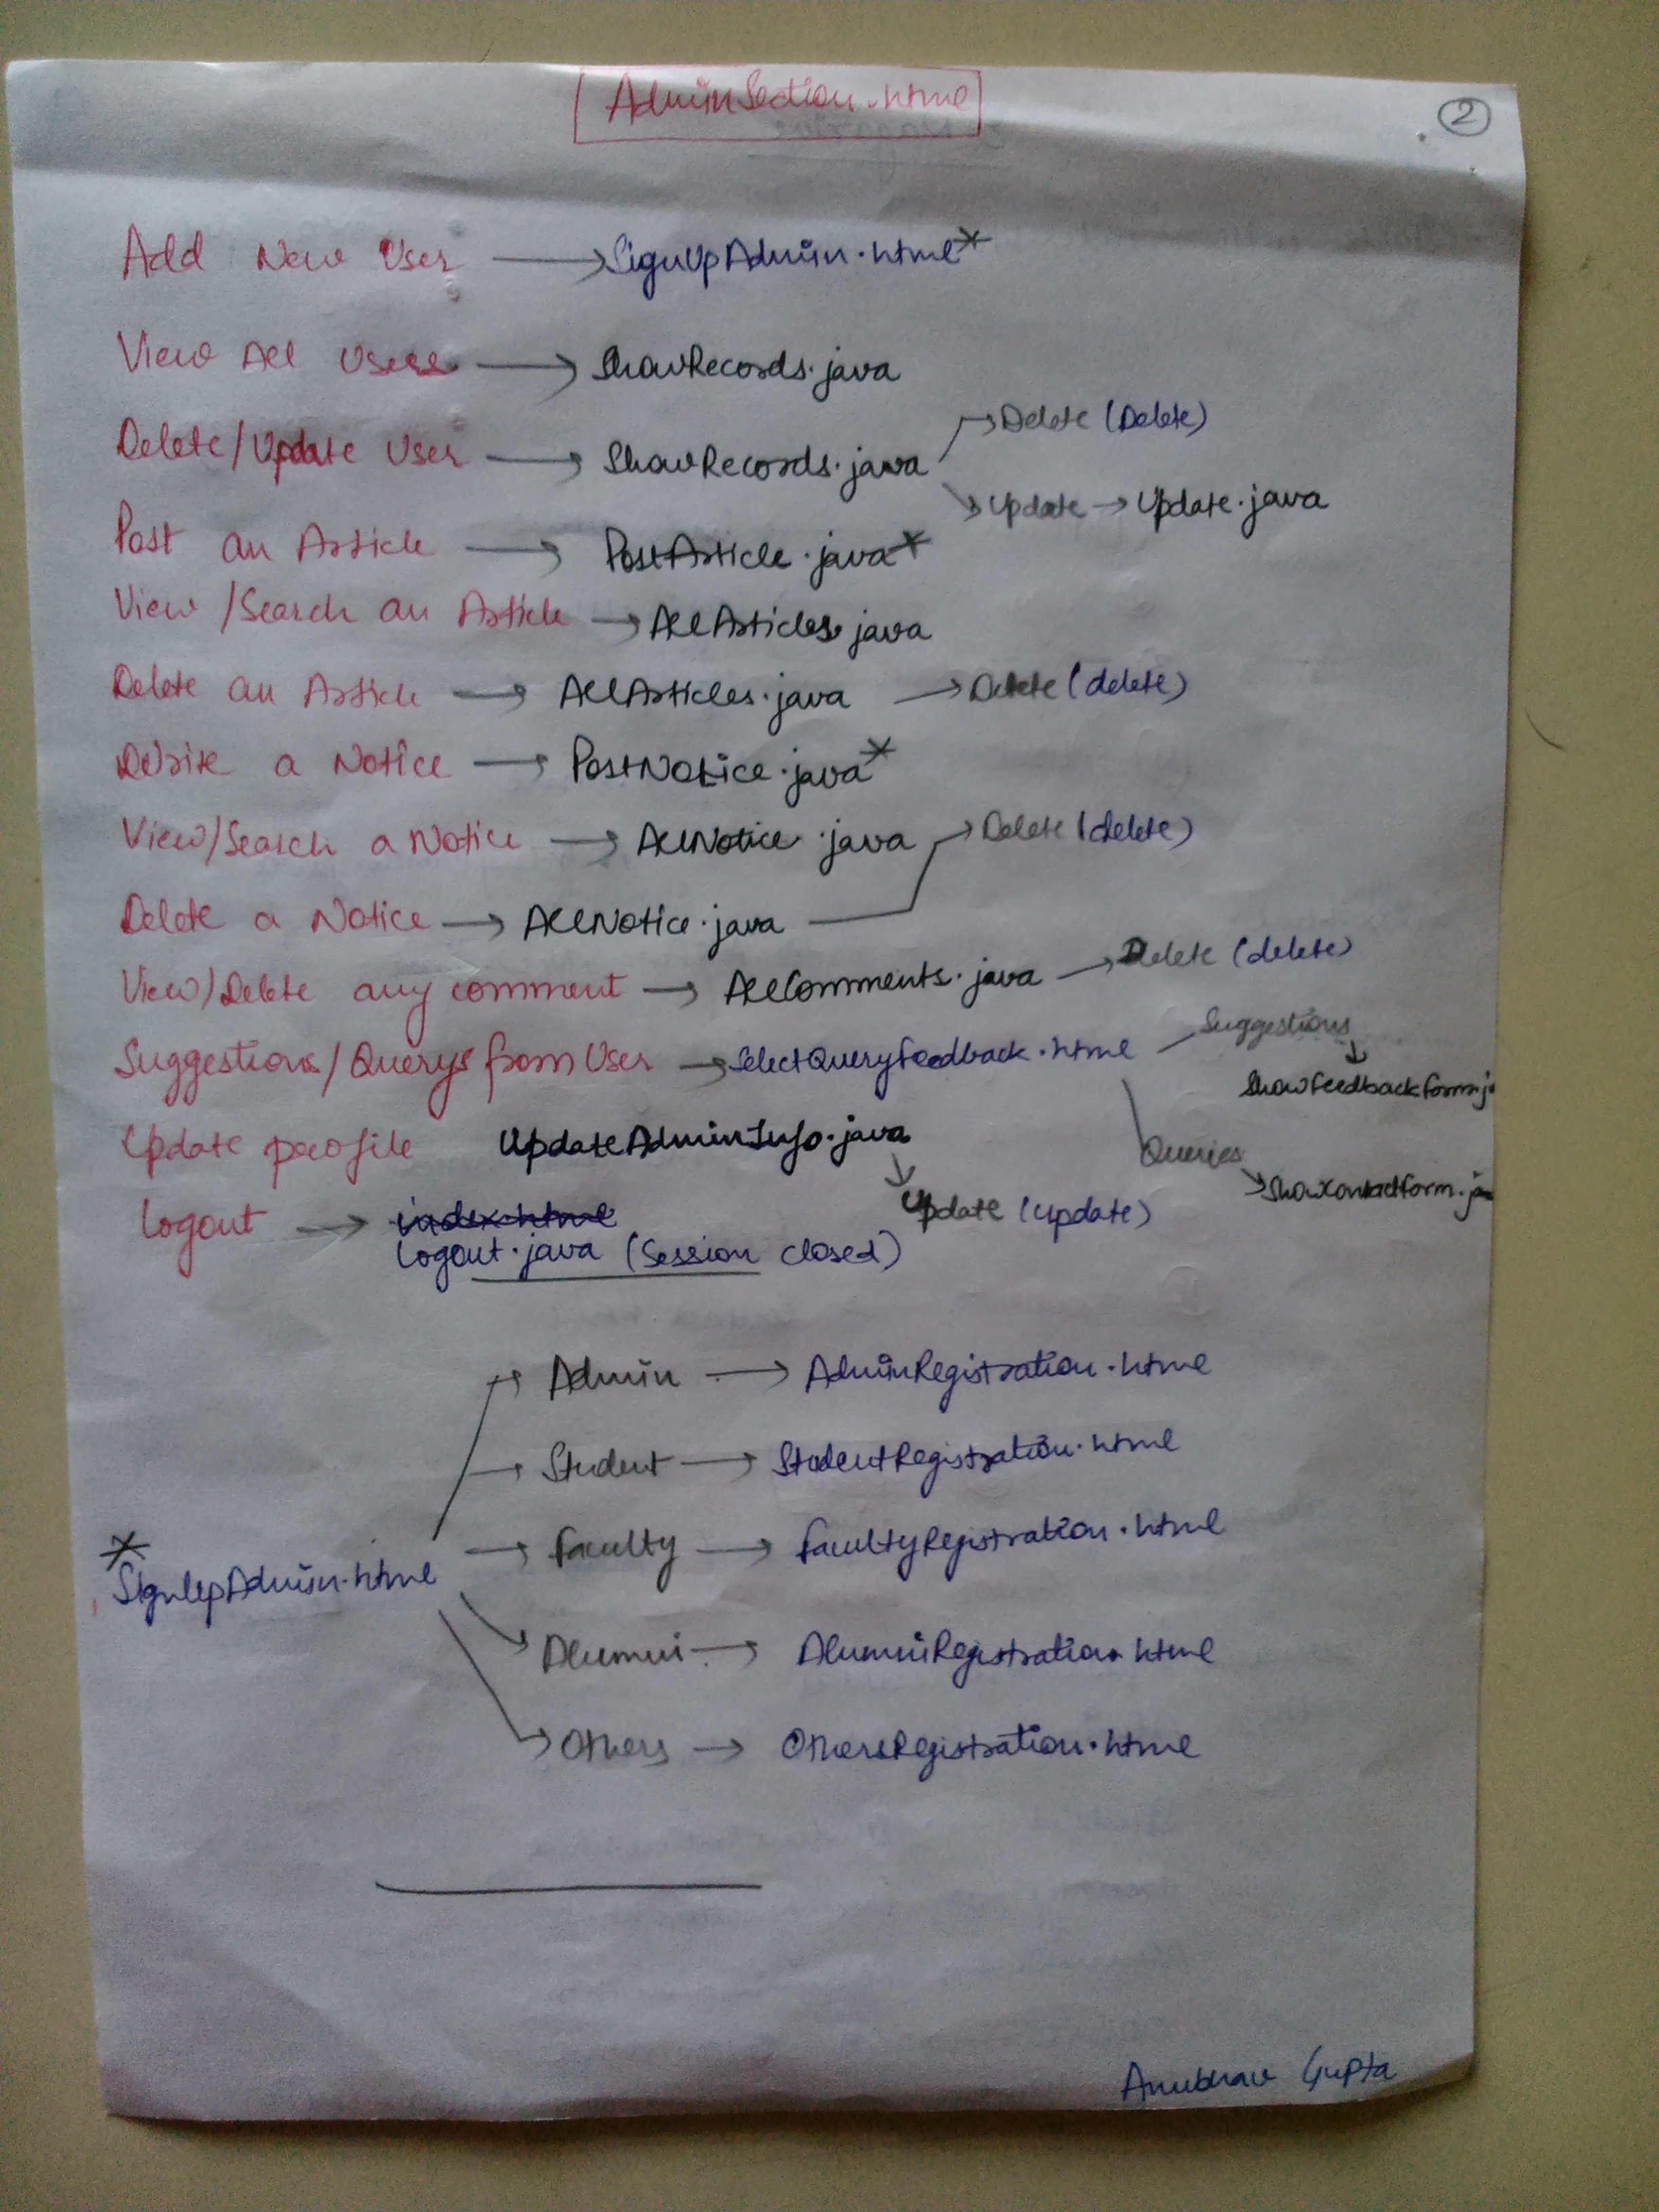 AdminSection.html
2
Add New User → SignUpAdmin.html*
View All Users → ShowRecords.java
Delete/Update User → ShowRecords.java → Delete (Delete)
→ Update → Update.java
Post an Article → PostArticle.java*
View/Search an Article → AllArticles.java
Delete an Article → AllArticles.java → Delete (delete)
Write a Notice → PostNotice.java*
View/Search a Notice → AllNotice.java → Delete (delete)
Delete a Notice → AllNotice.java
View/Delete any comment → AllComments.java → Delete (delete)
Suggestions/Querys from User → SelectQueryFeedback.html Suggestions
↓
ShowFeedbackForm.j
Update profile UpdateAdminInfo.java
Queries
→ ShowContactForm.ja
↓
Update (update)
Logout → index.html
Logout.java (Session closed)
→ Admin → AdminRegistration.html
→ Student → StudentRegistration.html
→ Faculty → FacultyRegistration.html
*
SignUpAdmin.html
→ Alumni → AlumniRegistration.html
→ Others → OthersRegistration.html
Anubhav Gupta